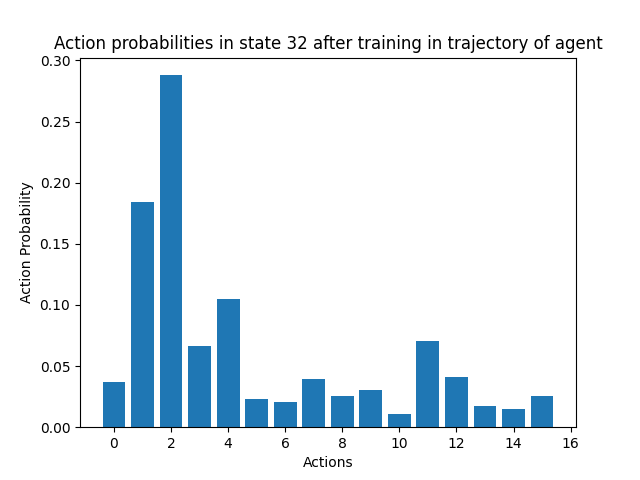 Action probabilities in state 32 after training in trajectory of agent
0.30
0.25
0.20
0.15
0.10
0.05
0.00
Action Probability
0 2 4 6 8 10 12 14 16
Actions